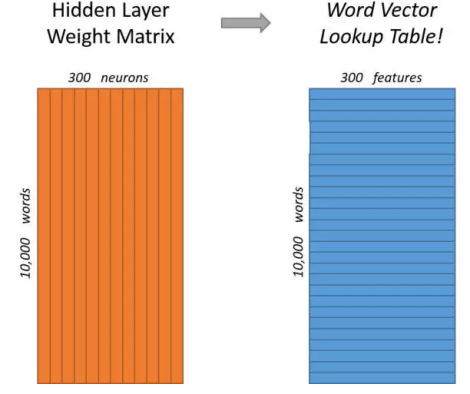 Hidden Layer
Weight Matrix
Word Vector
Lookup Table!
300 neurons
300 features
10,000 words
10,000 words